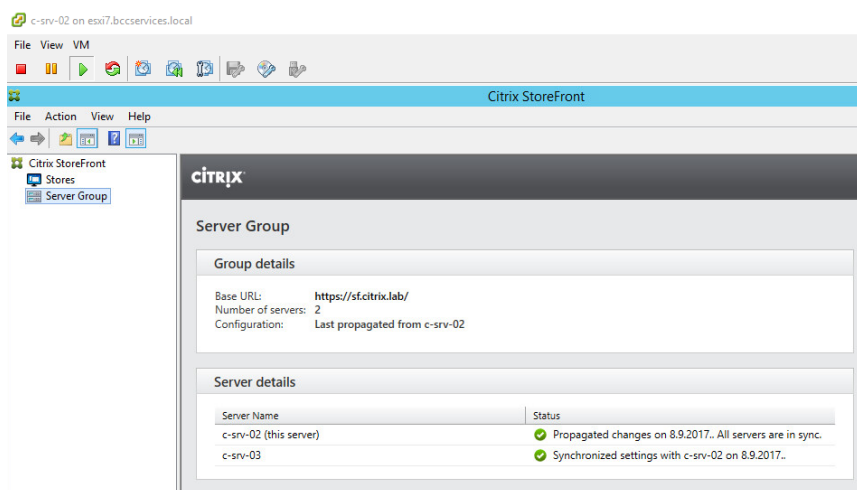 c-srv-02 on esxi7.bccservices.local
File View VM
Citrix StoreFront
File Action View Help
Citrix StoreFront
Stores
Server Group
CİTRIX
Server Group
Group details
Base URL: https://sf.citrix.lab/
Number of servers: 2
Configuration: Last propagated from c-srv-02
Server details
Server Name Status
c-srv-02 (this server) Propagated changes on 8.9.2017.. All servers are in sync.
c-srv-03 Synchronized settings with c-srv-02 on 8.9.2017..